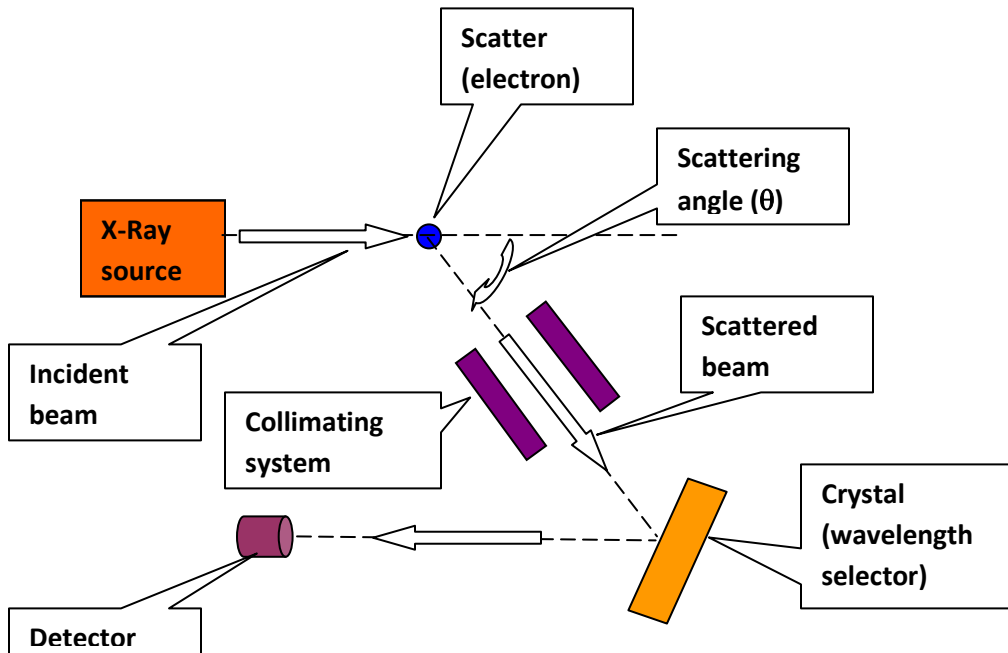 Scatter
(electron)
Scattering
angle (θ)
X-Ray
source
Scattered
beam
Incident
beam
Collimating
system
Crystal
(wavelength
selector)
Detector